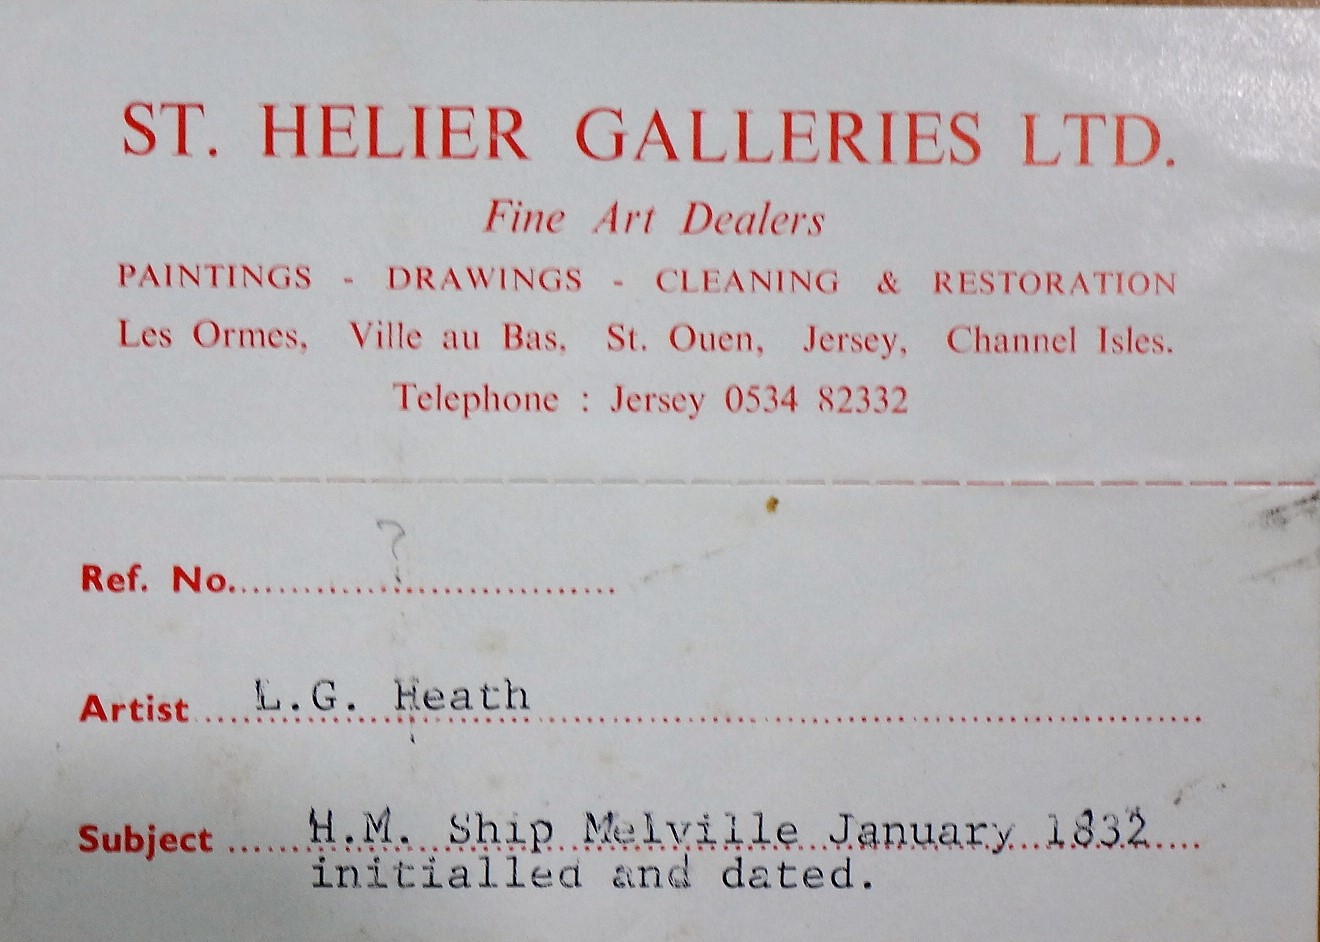 ST. HELIER GALLERIES LTD.
Fine Art Dealers
PAINTINGS - DRAWINGS - CLEANING & RESTORATION
Les Ormes, Ville au Bas, St. Ouen, Jersey, Channel Isles.
Telephone : Jersey 0534 82332
?
Ref. No.
Artist L.G. Heath
Subject H.M. Ship Melville January 1832
initialled and dated.